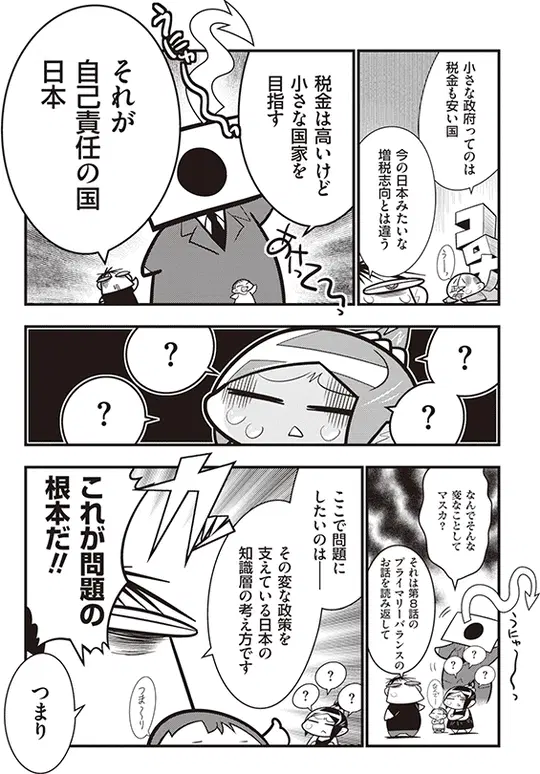 小さな政府ってのは
税金も安い国
今の日本みたいな
増税志向とは違う
税金は高いけど
小さな国家を
目指す
それが
自己責任の国
日本
あけって〜〜
?
?
?
?
なんでそんな
変なことして
マスカ?
それは第8話の
プライマリーバランスの
お話を読み返して
?
?
?
ここで問題に
したいのは――
その変な政策を
支えている日本の
知識層の考え方です
?
?
?
これが問題の
根本だ!!
つま〜〜り
つまり